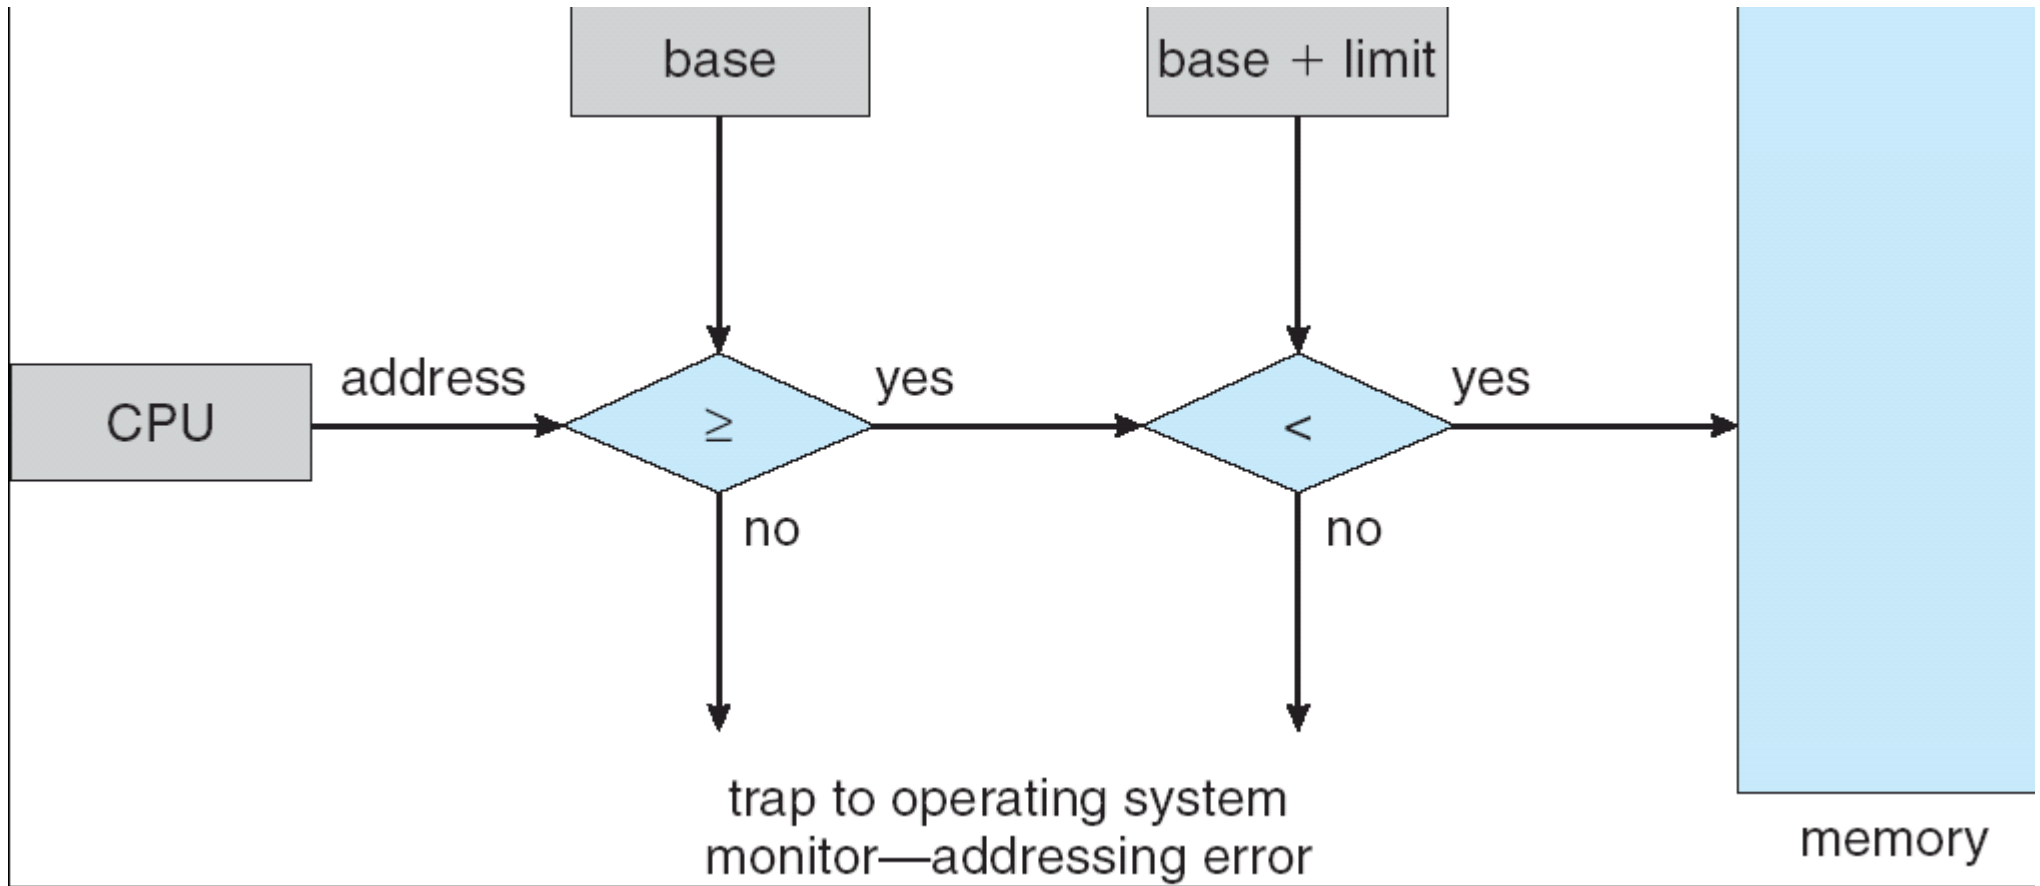 base
base + limit
address
yes
yes
CPU
≥
<
no
no
trap to operating system
monitor—addressing error
memory